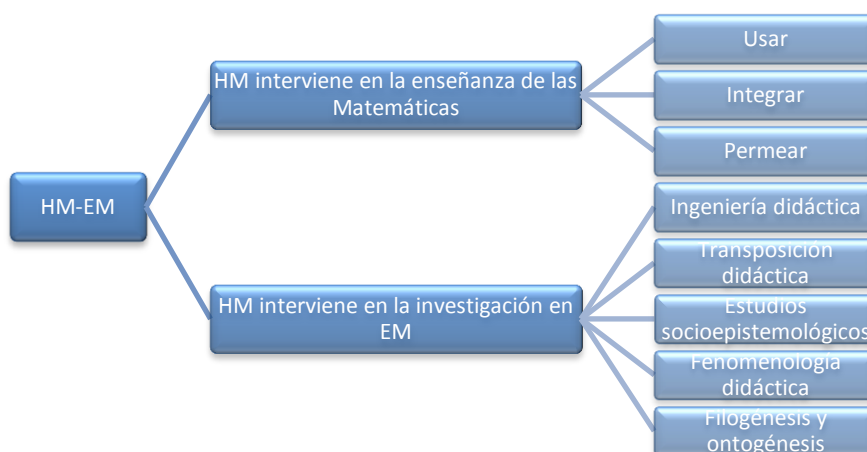 Usar
HM interviene en la enseñanza de las
Matemáticas
Integrar
Permear
HM-EM
Ingeniería didáctica
Transposición
didáctica
HM interviene en la investigación en
EM
Estudios
socioepistemológicos
Fenomenología
didáctica
Filogénesis y
ontogénesis